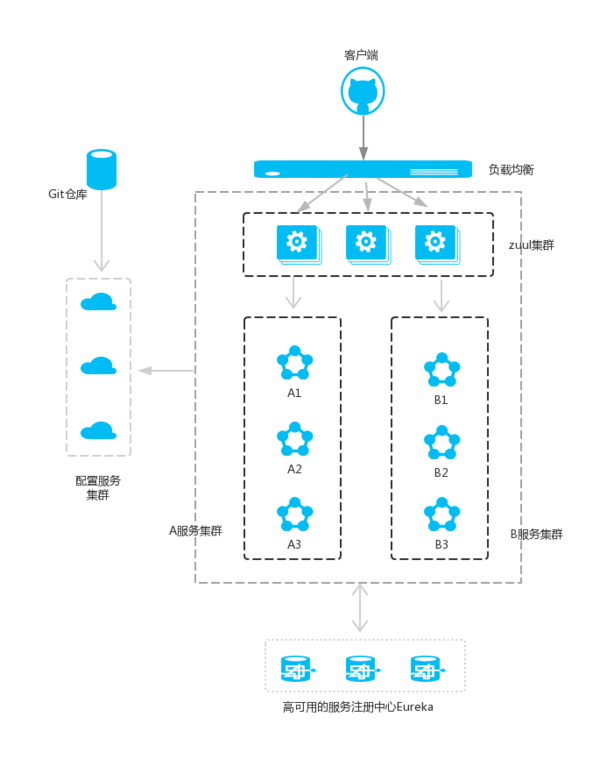 客户端
负载均衡
Git仓库
zuul集群
A1
B1
A2
B2
配置服务
集群
A服务集群
B服务集群
A3
B3
高可用的服务注册中心Eureka